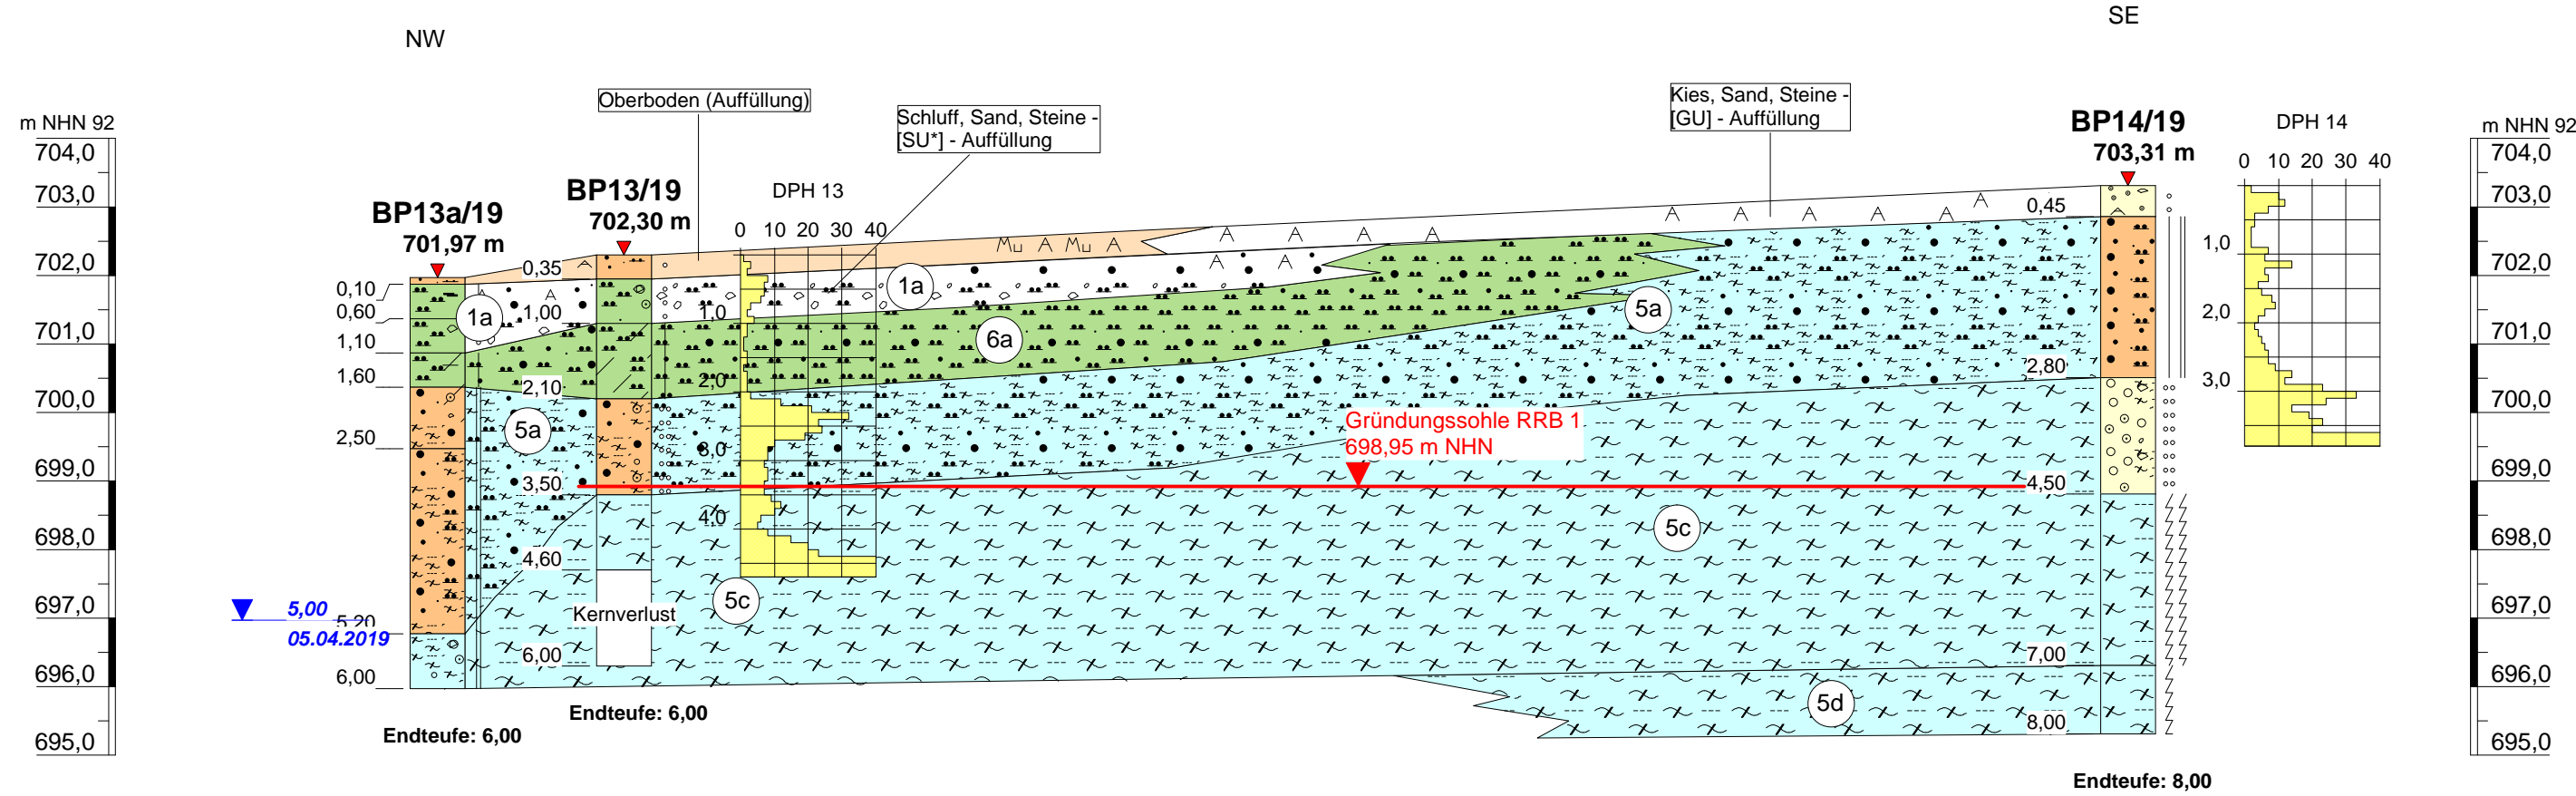 NW
SE
m NHN 92
704,0
703,0
702,0
701,0
700,0
699,0
698,0
697,0
696,0
695,0
BP13a/19
701,97 m
0,10
0,60
1,10
1,60
2,50
5,20
6,00
5,00
05.04.2019
Endteufe: 6,00
BP13/19
702,30 m
0,35
1,00
2,10
3,50
4,60
6,00
Kernverlust
Endteufe: 6,00
Oberboden (Auffüllung)
Schluff, Sand, Steine -
[SU*] - Auffüllung
DPH 13
0 10 20 30 40
1,0
2,0
3,0
4,0
1a
1a
6a
5a
5a
5c
5c
5d
Mu
Mu
Gründungssohle RRB 1
698,95 m NHN
Kies, Sand, Steine -
[GU] - Auffüllung
BP14/19
703,31 m
0,45
2,80
4,50
7,00
8,00
Endteufe: 8,00
DPH 14
0 10 20 30 40
1,0
2,0
3,0
m NHN 92
704,0
703,0
702,0
701,0
700,0
699,0
698,0
697,0
696,0
695,0